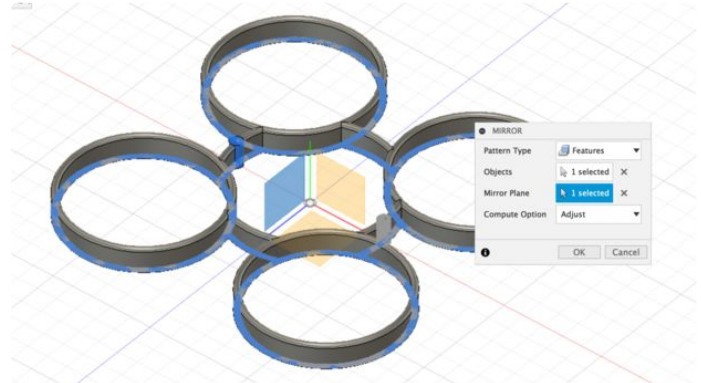 MIRROR
Pattern Type Features
Objects 1 selected
Mirror Plane 1 selected
Compute Option Adjust
OK Cancel